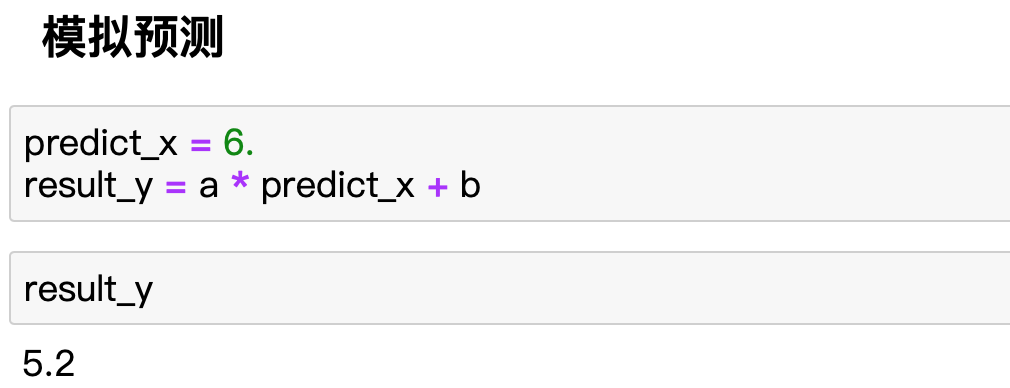 模拟预测
predict_x = 6.
result_y = a * predict_x + b
result_y
5.2